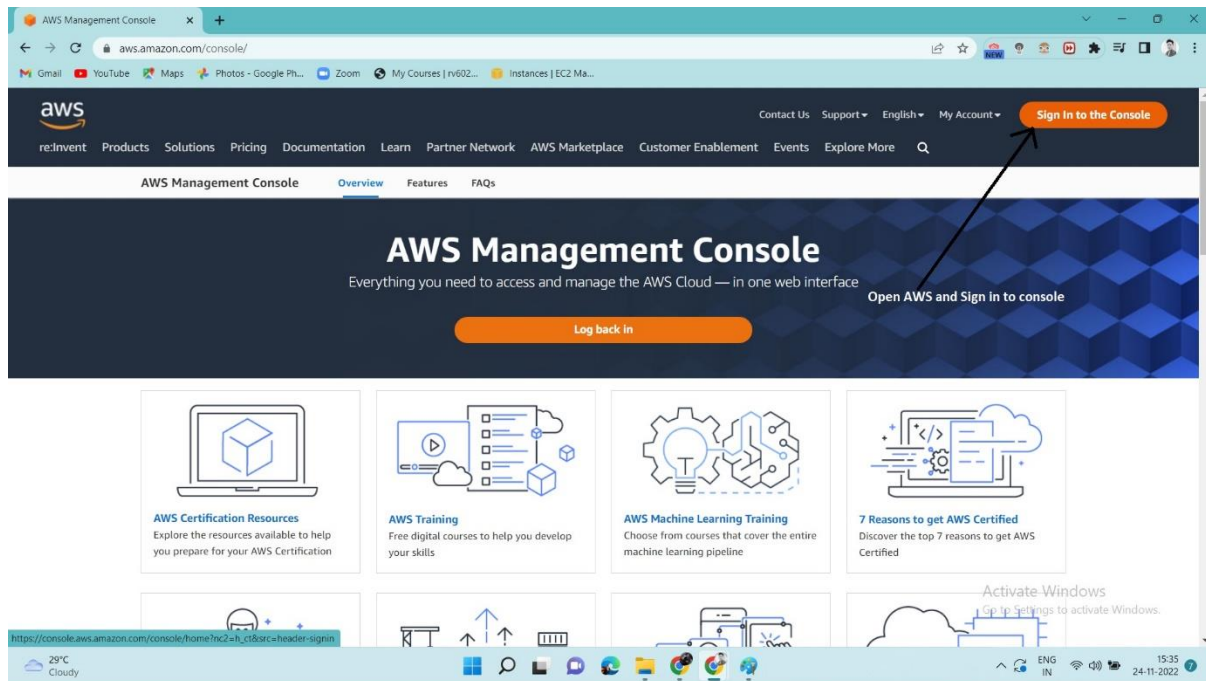 AWS Management Console
aws.amazon.com/console/
NEW
Gmail YouTube Maps Photos - Google Ph... Zoom My Courses | rv602... Instances | EC2 Ma...
aws
Contact Us Support English My Account Sign In to the Console
re:Invent Products Solutions Pricing Documentation Learn Partner Network AWS Marketplace Customer Enablement Events Explore More
AWS Management Console Overview Features FAQs
AWS Management Console
Everything you need to access and manage the AWS Cloud — in one web interface
Open AWS and Sign in to console
Log back in
AWS Certification Resources
Explore the resources available to help
you prepare for your AWS Certification
AWS Training
Free digital courses to help you develop
your skills
AWS Machine Learning Training
Choose from courses that cover the entire
machine learning pipeline
7 Reasons to get AWS Certified
Discover the top 7 reasons to get AWS
Certified
Activate Windows
Go to Settings to activate Windows.
https://console.aws.amazon.com/console/home?nc2=h_ct&src=header-signin
29°C
Cloudy
ENG
IN
15:35
24-11-2022